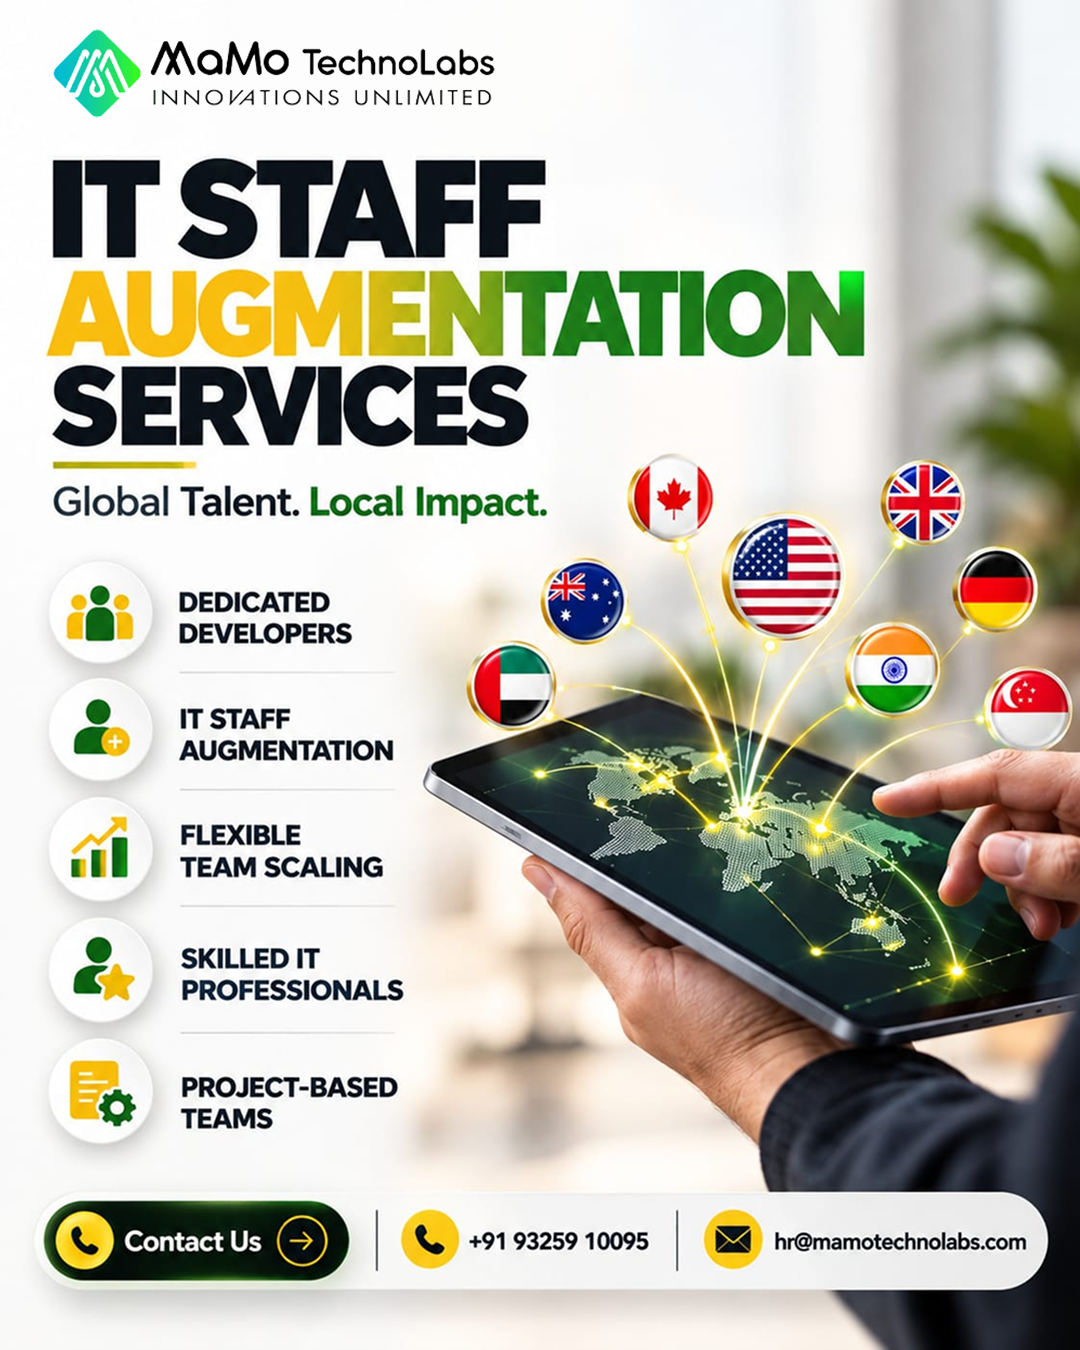 MaMo TechnoLabs
INNOVATIONS UNLIMITED
IT STAFF
AUGMENTATION
SERVICES
Global Talent. Local Impact.
DEDICATED
DEVELOPERS
IT STAFF
AUGMENTATION
FLEXIBLE
TEAM SCALING
SKILLED IT
PROFESSIONALS
PROJECT-BASED
TEAMS
Contact Us
+91 93259 10095
hr@mamotechnolabs.com